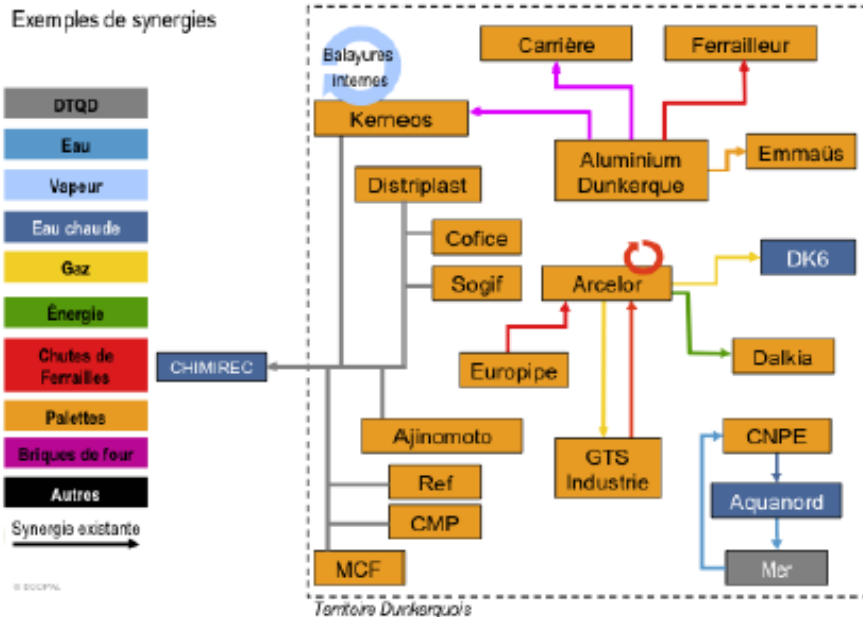 Exemples de synergies
DTQD
Eau
Vapeur
Eau chaude
Gaz
Énergie
Chutes de
Ferrailles
Palettes
Briques de four
Autres
Synergie existante
© ECOPAL
CHIMIREC
Balayures
internes
Kerneos
Carrière
Ferrailleur
Aluminium
Dunkerque
Emmaüs
Distriplast
Cofice
Sogif
Arcelor
DK6
Europipe
Dalkia
Ajinomoto
GTS
Industrie
CNPE
Ref
Aquanord
CMP
MCF
Mer
Territoire Dunkerquois